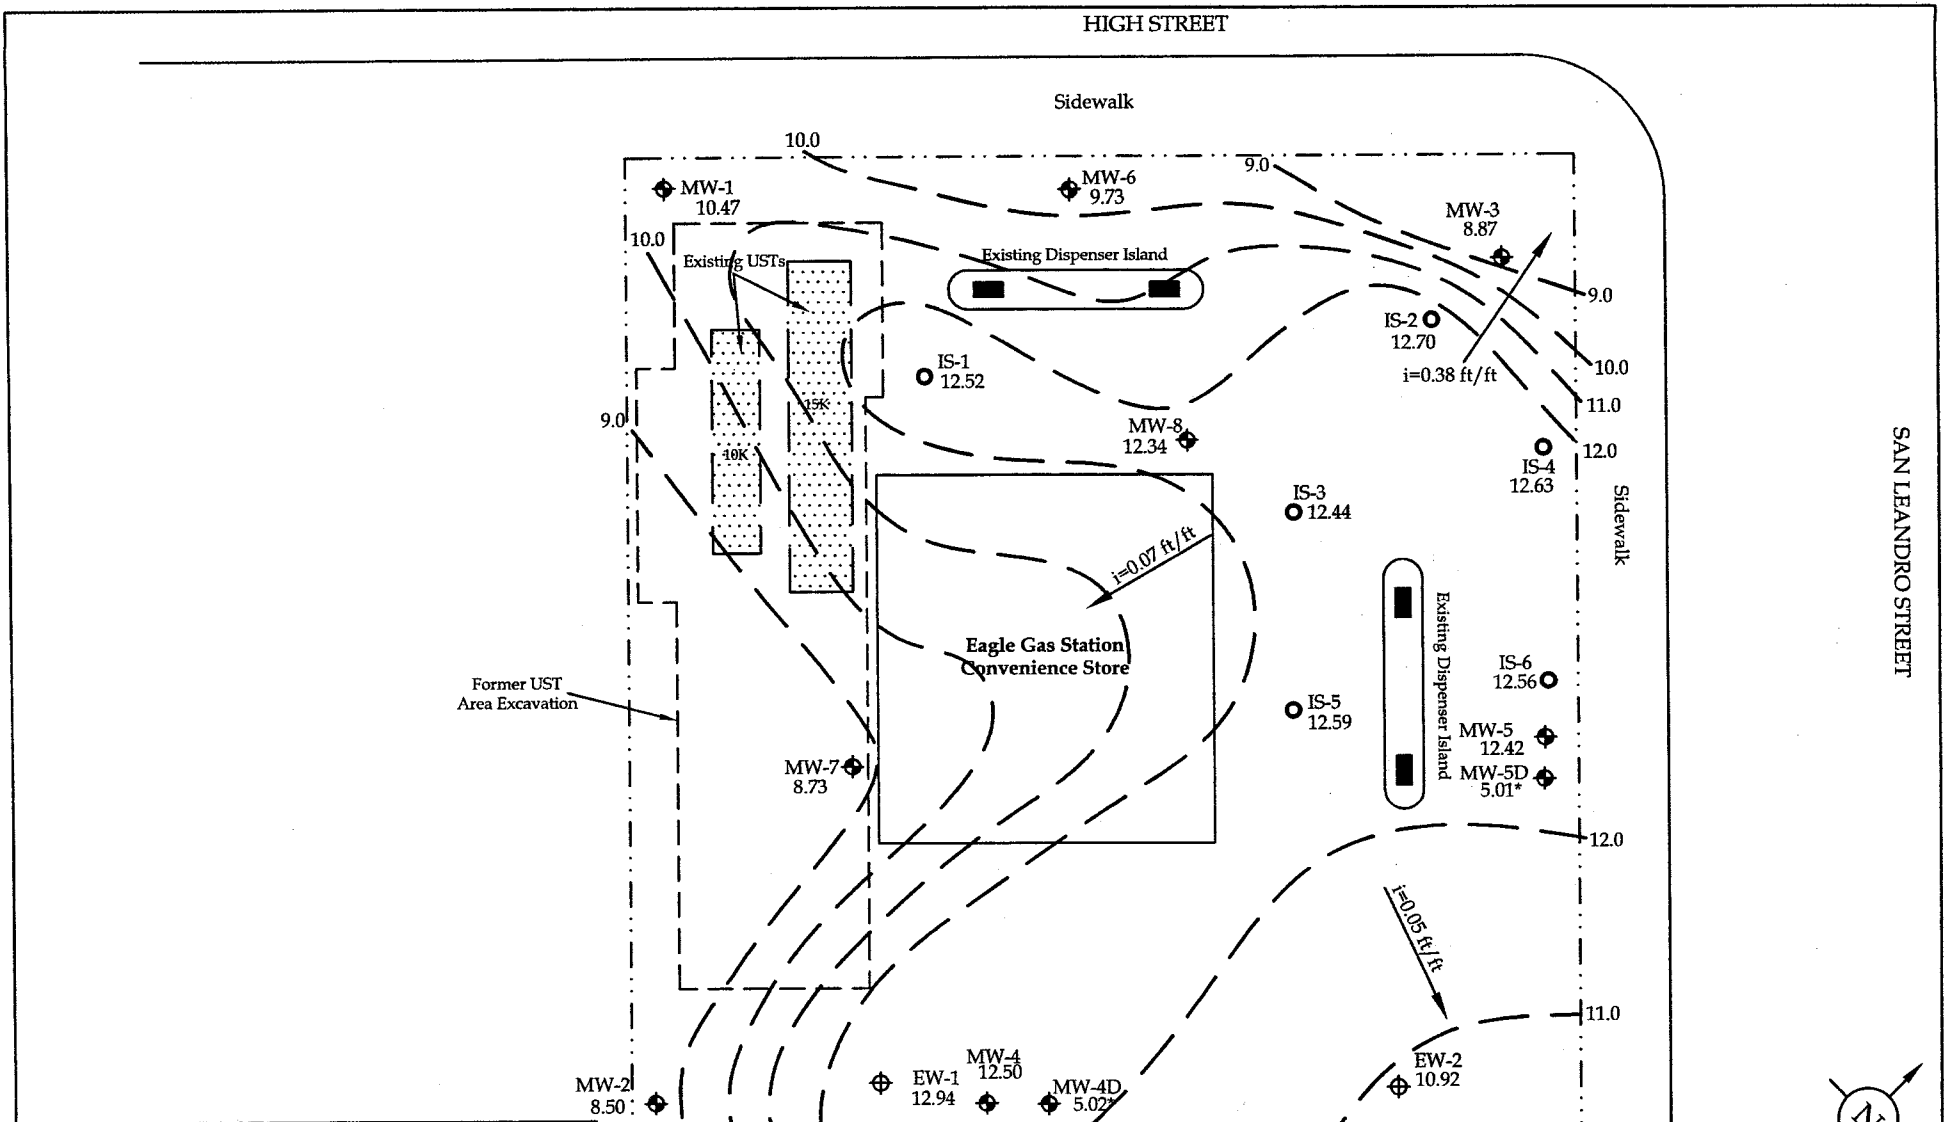 HIGH STREET
Sidewalk
10.0
9.0
MW-1
10.47
MW-6
9.73
MW-3
8.87
10.0
Existing USTs
Existing Dispenser Island
9.0
IS-2
12.70
IS-1
12.52
i=0.38 ft/ft
10.0
11.0
15K
9.0
MW-8
12.34
12.0
10K
IS-4
12.63
IS-3
12.44
Sidewalk
SAN LEANDRO STREET
i=0.07 ft/ft
Eagle Gas Station
Convenience Store
Existing Dispenser Island
Former UST
Area Excavation
IS-6
12.56
IS-5
12.59
MW-5
12.42
MW-7
8.73
MW-5D
5.01*
12.0
i=0.05 ft/ft
11.0
MW-2
8.50
EW-1
12.94
MW-4
12.50
MW-4D
5.02*
EW-2
10.92
N